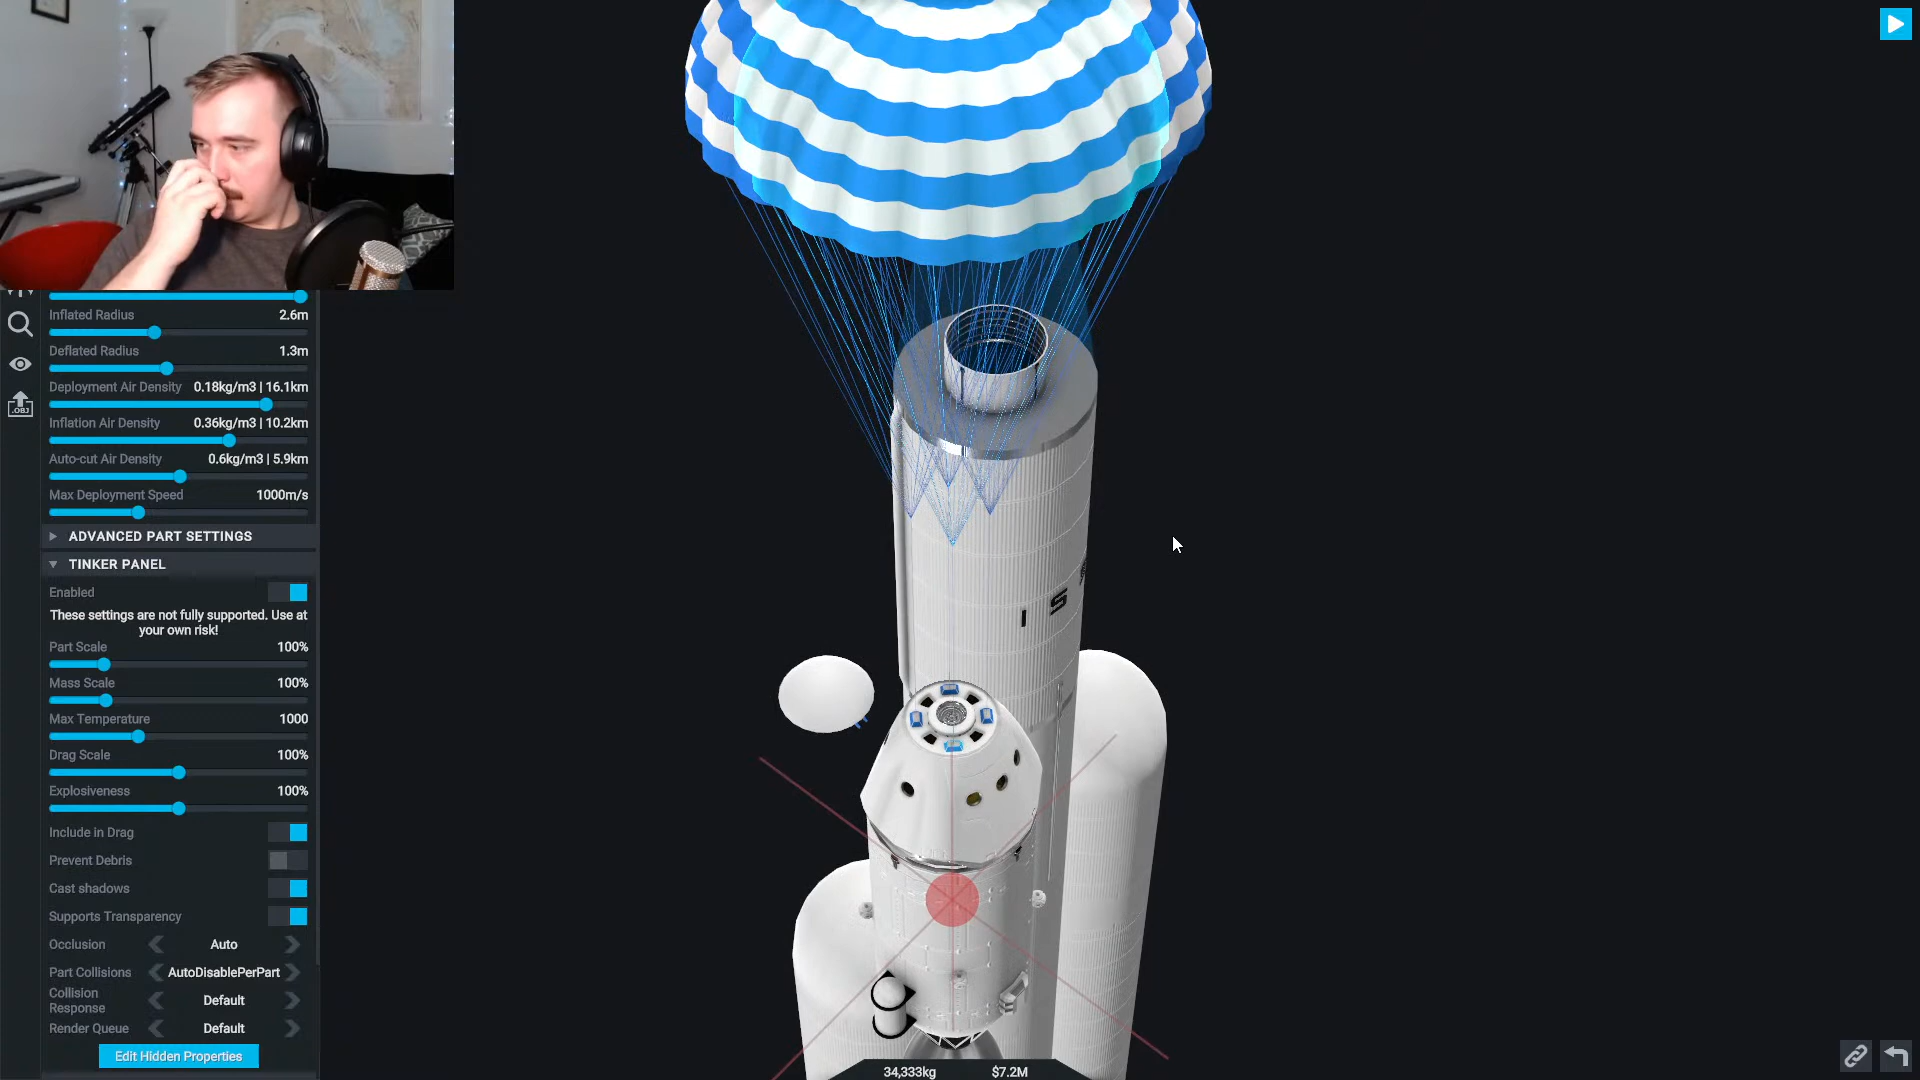 Inflated Radius 2.6m
Deflated Radius 1.3m
Deployment Air Density 0.18kg/m3 | 16.1km
Inflation Air Density 0.36kg/m3 | 10.2km
Auto-cut Air Density 0.6kg/m3 | 5.9km
Max Deployment Speed 1000m/s
ADVANCED PART SETTINGS
TINKER PANEL
Enabled
These settings are not fully supported. Use at
your own risk!
Part Scale 100%
Mass Scale 100%
Max Temperature 1000
Drag Scale 100%
Explosiveness 100%
Include in Drag
Prevent Debris
Cast shadows
Supports Transparency
Occlusion Auto
Part Collisions AutoDisablePerPart
Collision
Response Default
Render Queue Default
Edit Hidden Properties
.OBJ
I S
34,333kg $7.2M